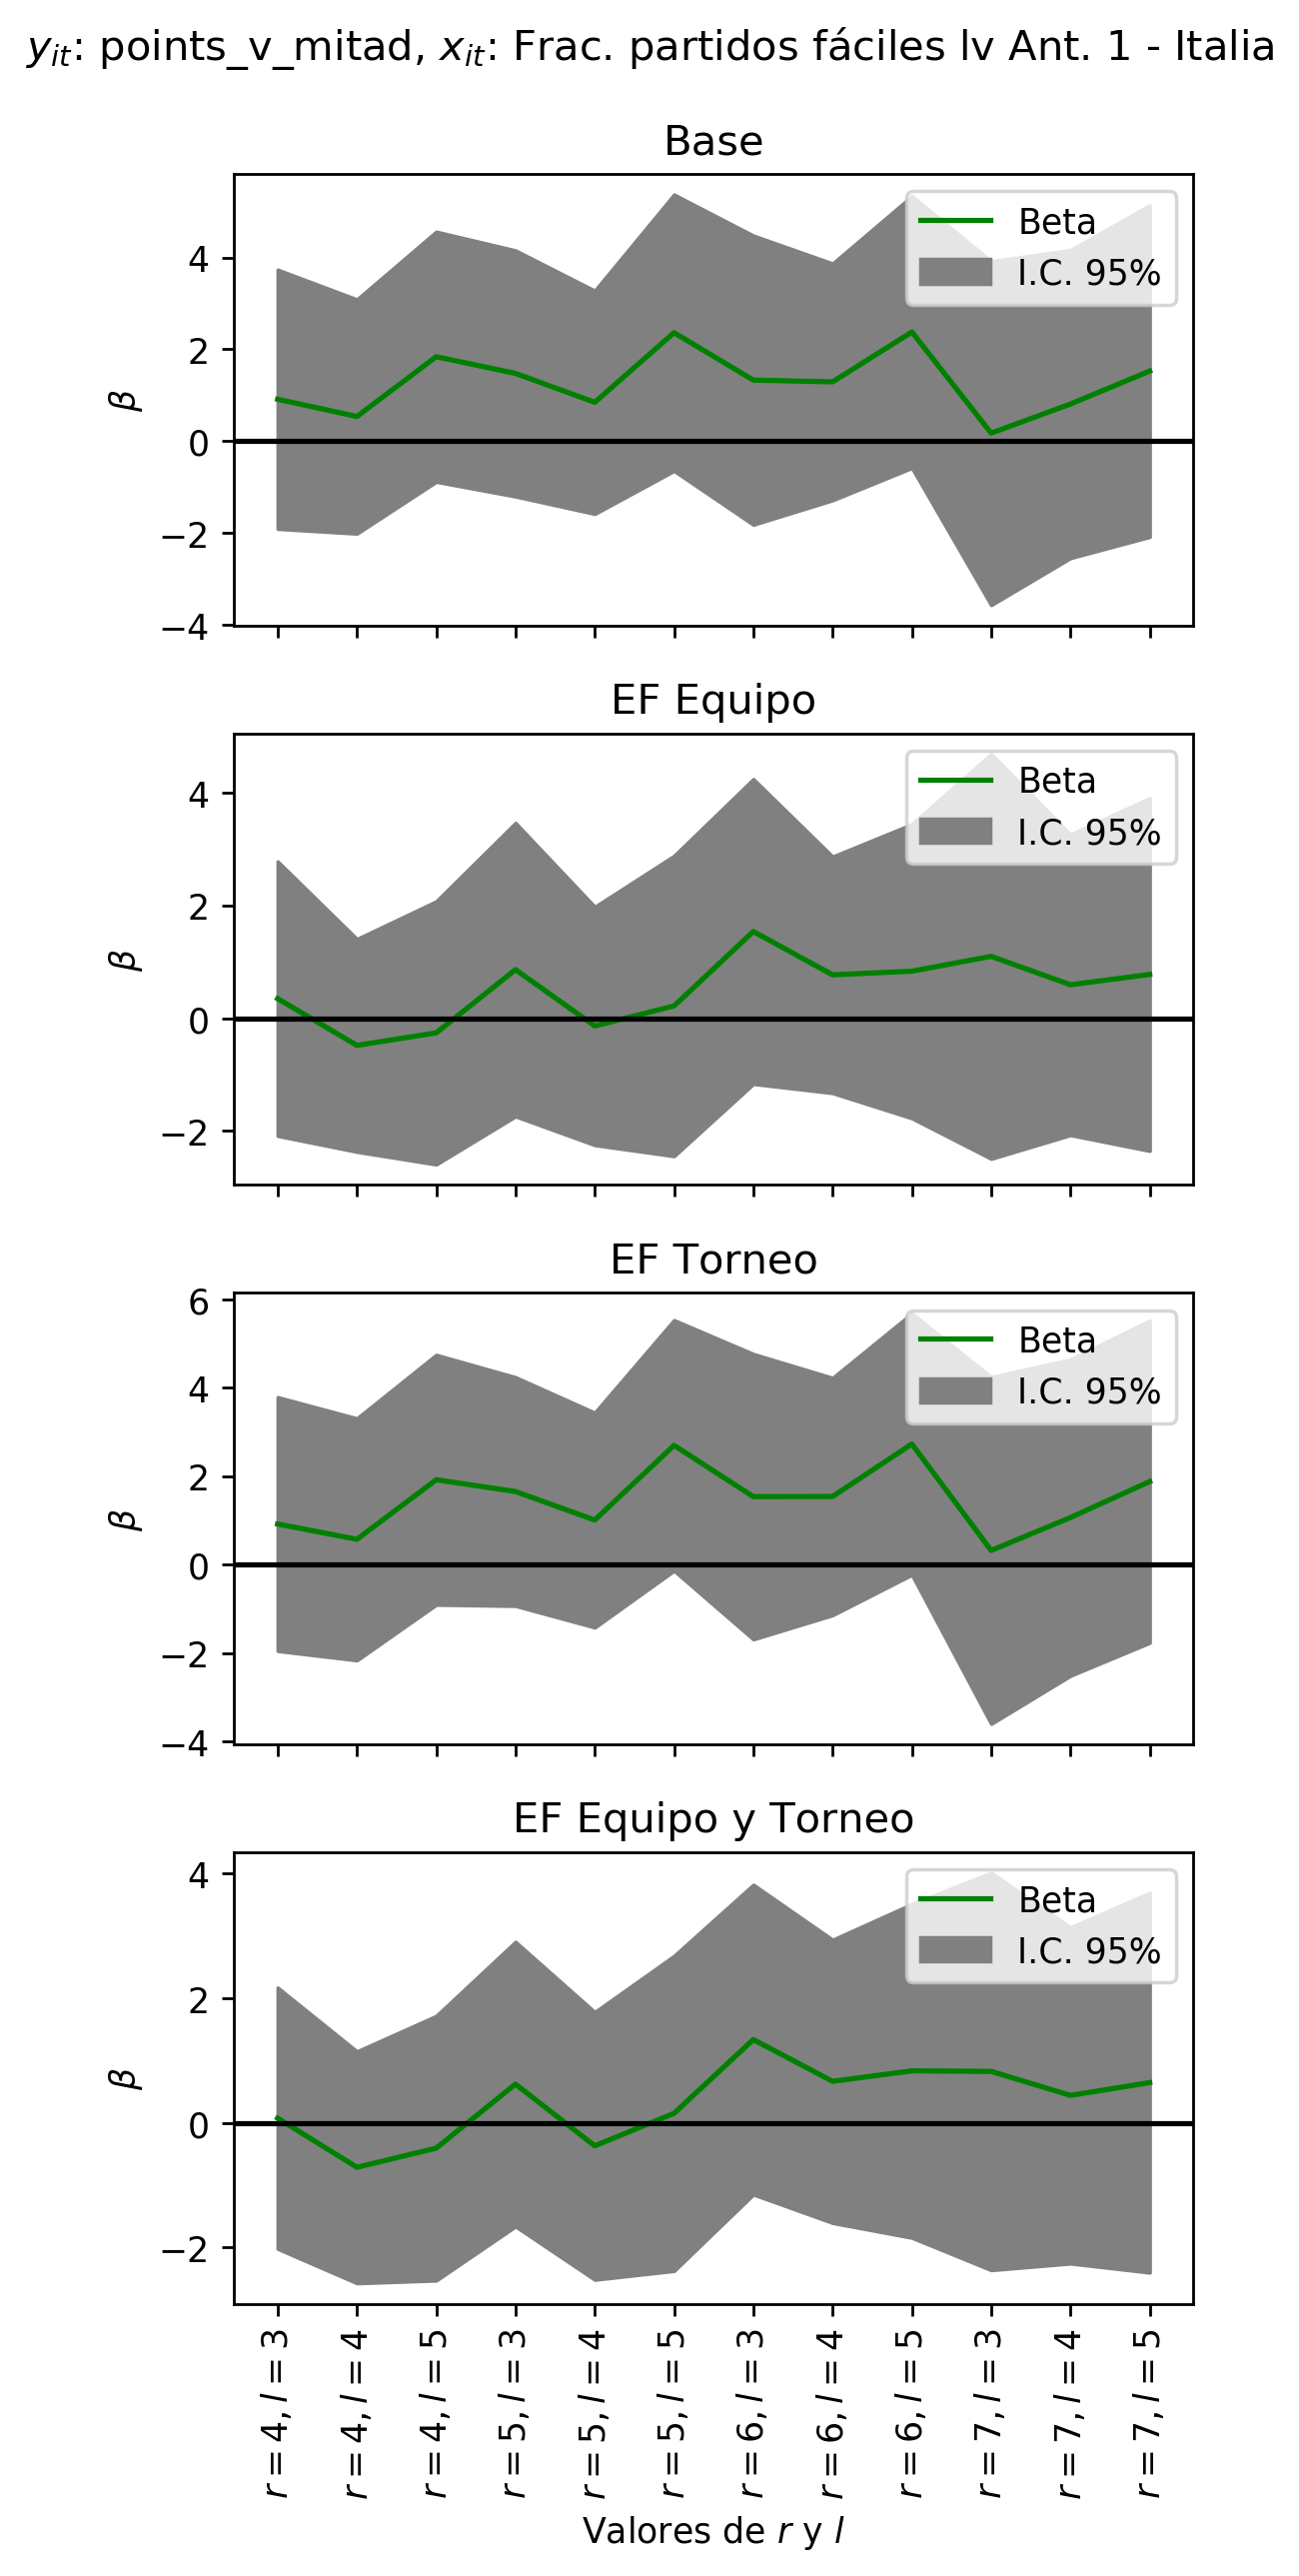 y_it: points_v_mitad, x_it: Frac. partidos fáciles lv Ant. 1 - Italia
Base
Beta
I.C. 95%
4
2
0
−2
−4
β
EF Equipo
Beta
I.C. 95%
4
2
0
−2
β
EF Torneo
Beta
I.C. 95%
6
4
2
0
−2
−4
β
EF Equipo y Torneo
Beta
I.C. 95%
4
2
0
−2
β
r = 4, l = 3
r = 4, l = 4
r = 4, l = 5
r = 5, l = 3
r = 5, l = 4
r = 5, l = 5
r = 6, l = 3
r = 6, l = 4
r = 6, l = 5
r = 7, l = 3
r = 7, l = 4
r = 7, l = 5
Valores de r y l